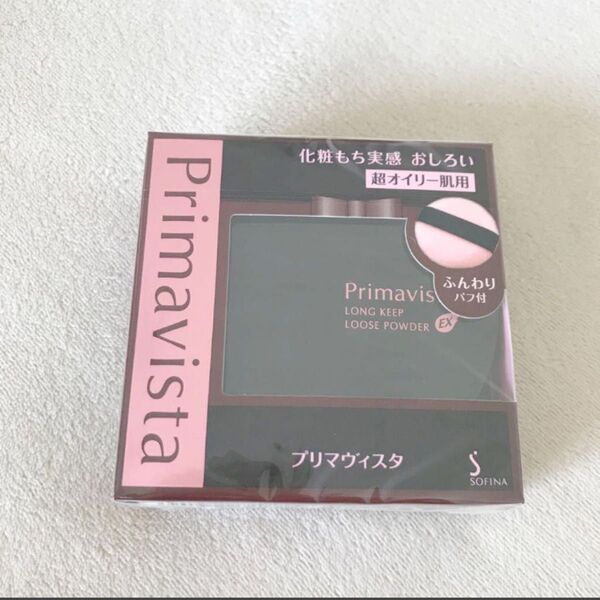 Primavista
化粧もち実感 おしろい
超オイリー肌用
ふんわり
パフ付
Primavis
LONG KEEP
LOOSE POWDER EX
プリマヴィスタ
S
SOFINA